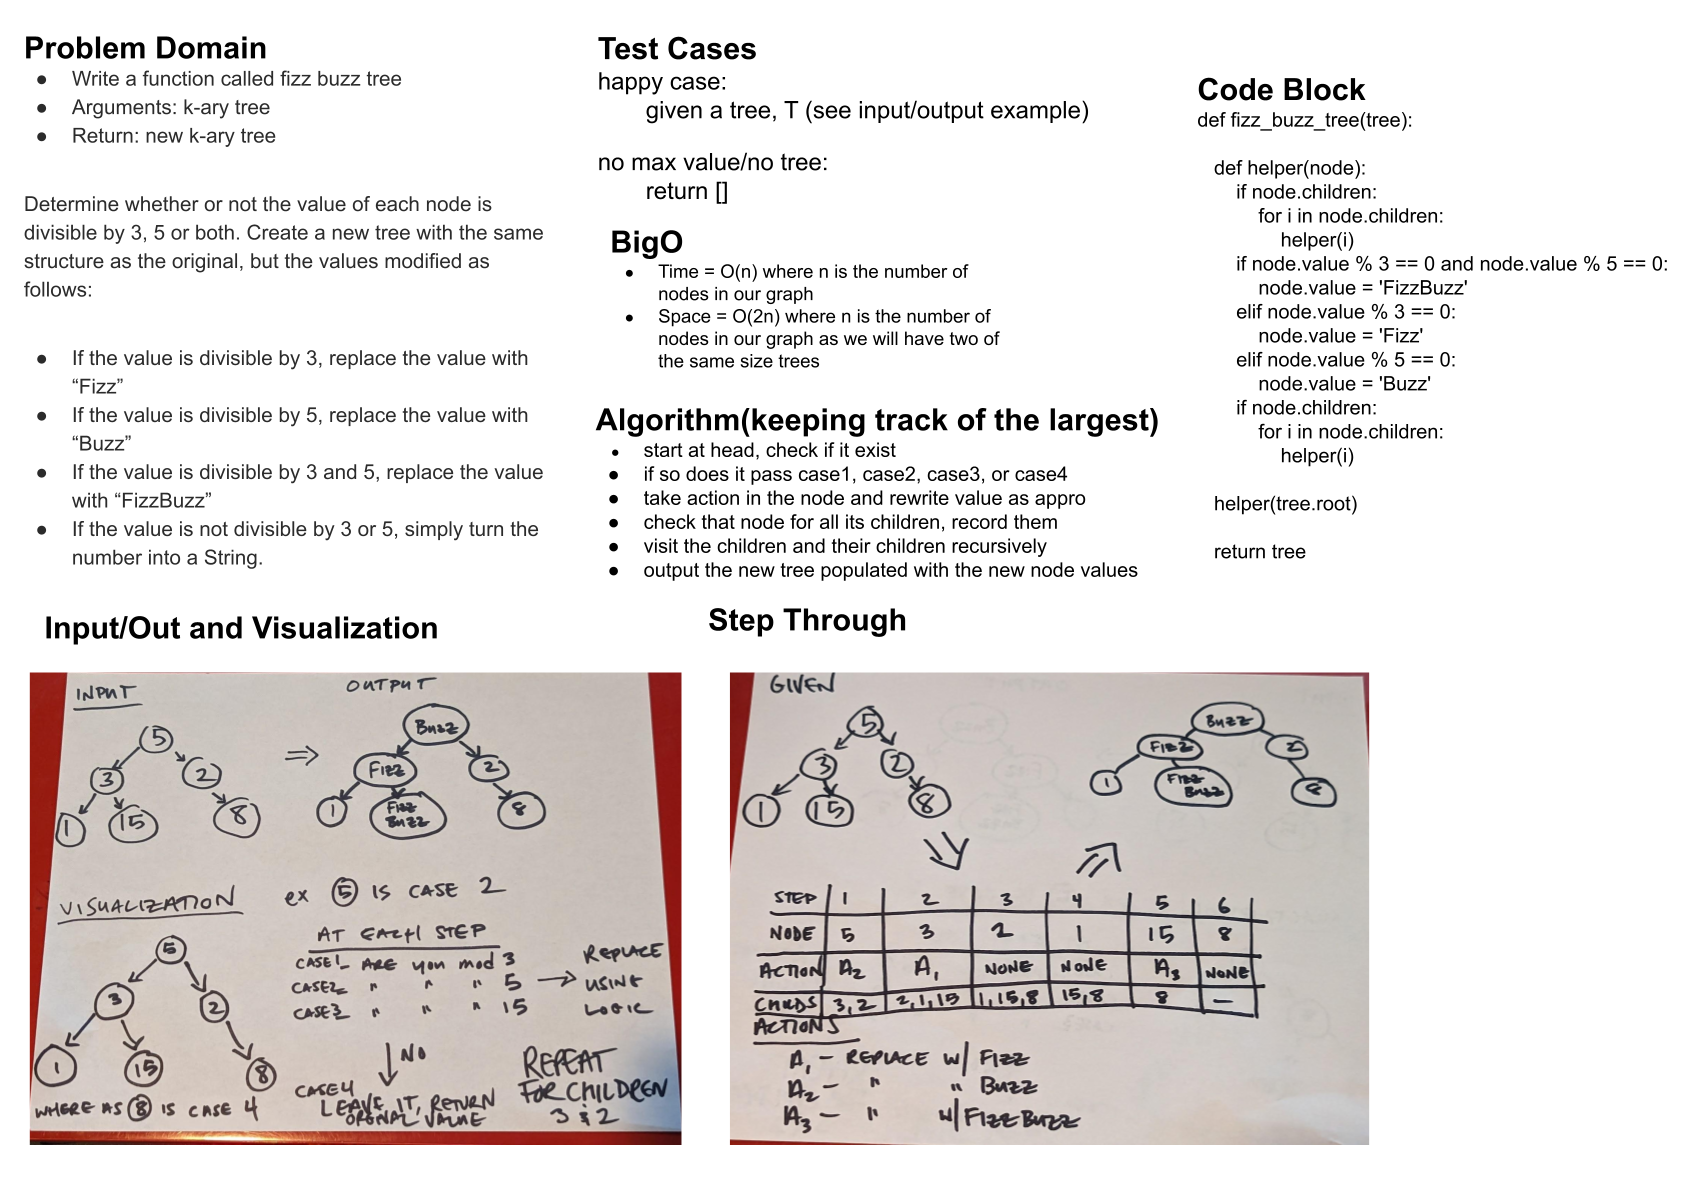 Problem Domain
● Write a function called fizz buzz tree
● Arguments: k-ary tree
● Return: new k-ary tree
Determine whether or not the value of each node is
divisible by 3, 5 or both. Create a new tree with the same
structure as the original, but the values modified as
follows:
● If the value is divisible by 3, replace the value with
“Fizz”
● If the value is divisible by 5, replace the value with
“Buzz”
● If the value is divisible by 3 and 5, replace the value
with “FizzBuzz”
● If the value is not divisible by 3 or 5, simply turn the
number into a String.
Test Cases
happy case:
given a tree, T (see input/output example)
no max value/no tree:
return []
BigO
● Time = O(n) where n is the number of
nodes in our graph
● Space = O(2n) where n is the number of
nodes in our graph as we will have two of
the same size trees
Algorithm(keeping track of the largest)
● start at head, check if it exist
● if so does it pass case1, case2, case3, or case4
● take action in the node and rewrite value as appro
● check that node for all its children, record them
● visit the children and their children recursively
● output the new tree populated with the new node values
Code Block
def fizz_buzz_tree(tree):
def helper(node):
if node.children:
for i in node.children:
helper(i)
if node.value % 3 == 0 and node.value % 5 == 0:
node.value = 'FizzBuzz'
elif node.value % 3 == 0:
node.value = 'Fizz'
elif node.value % 5 == 0:
node.value = 'Buzz'
if node.children:
for i in node.children:
helper(i)
helper(tree.root)
return tree
Input/Out and Visualization
INPUT
5
3 2
1 15 8
⇒
OUTPUT
Buzz
Fizz 2
1 Fizz Buzz 8
VISUALIZATION
5
3 2
1 15 8
WHERE AS 8 IS CASE 4
ex 5 IS CASE 2
AT EACH STEP
CASE1_ ARE you mod 3
CASE2_ " " " 5
CASE3_ " " " 15
→ REPLACE
USING
LOGIC
↓ NO
CASE4
LEAVE IT, RETURN
ORGNAL VALUE
REPEAT
FOR CHILDREN
3 & 2
Step Through
GIVEN
5
3 2
1 15 8
Buzz
Fizz 2
1 Fizz Buzz 8
STEP 1 2 3 4 5 6
NODE 5 3 2 1 15 8
ACTION A2 A1 NONE NONE A3 NONE
CHILDS 3,2 2,1,15 1,15,8 15,8 8 —
ACTIONS
A1 - REPLACE W/ FIZZ
A2 - " " BUZZ
A3 - " W/ FIZZBUZZ